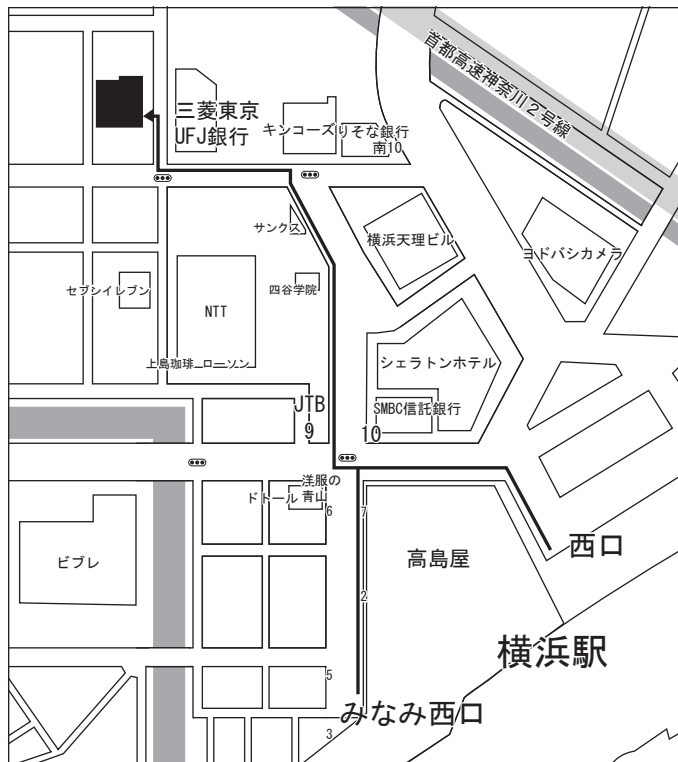 首都高速神奈川２号線
三菱東京
UFJ銀行
キンコーズ
りそな銀行
南10
サンクス
横浜天理ビル
ヨドバシカメラ
セブンイレブン
NTT
四谷学院
上島珈琲
ローソン
シェラトンホテル
JTB
9
SMBC信託銀行
10
洋服の
青山
ドトール
6
7
ビブレ
高島屋
西口
2
横浜駅
5
みなみ西口
3